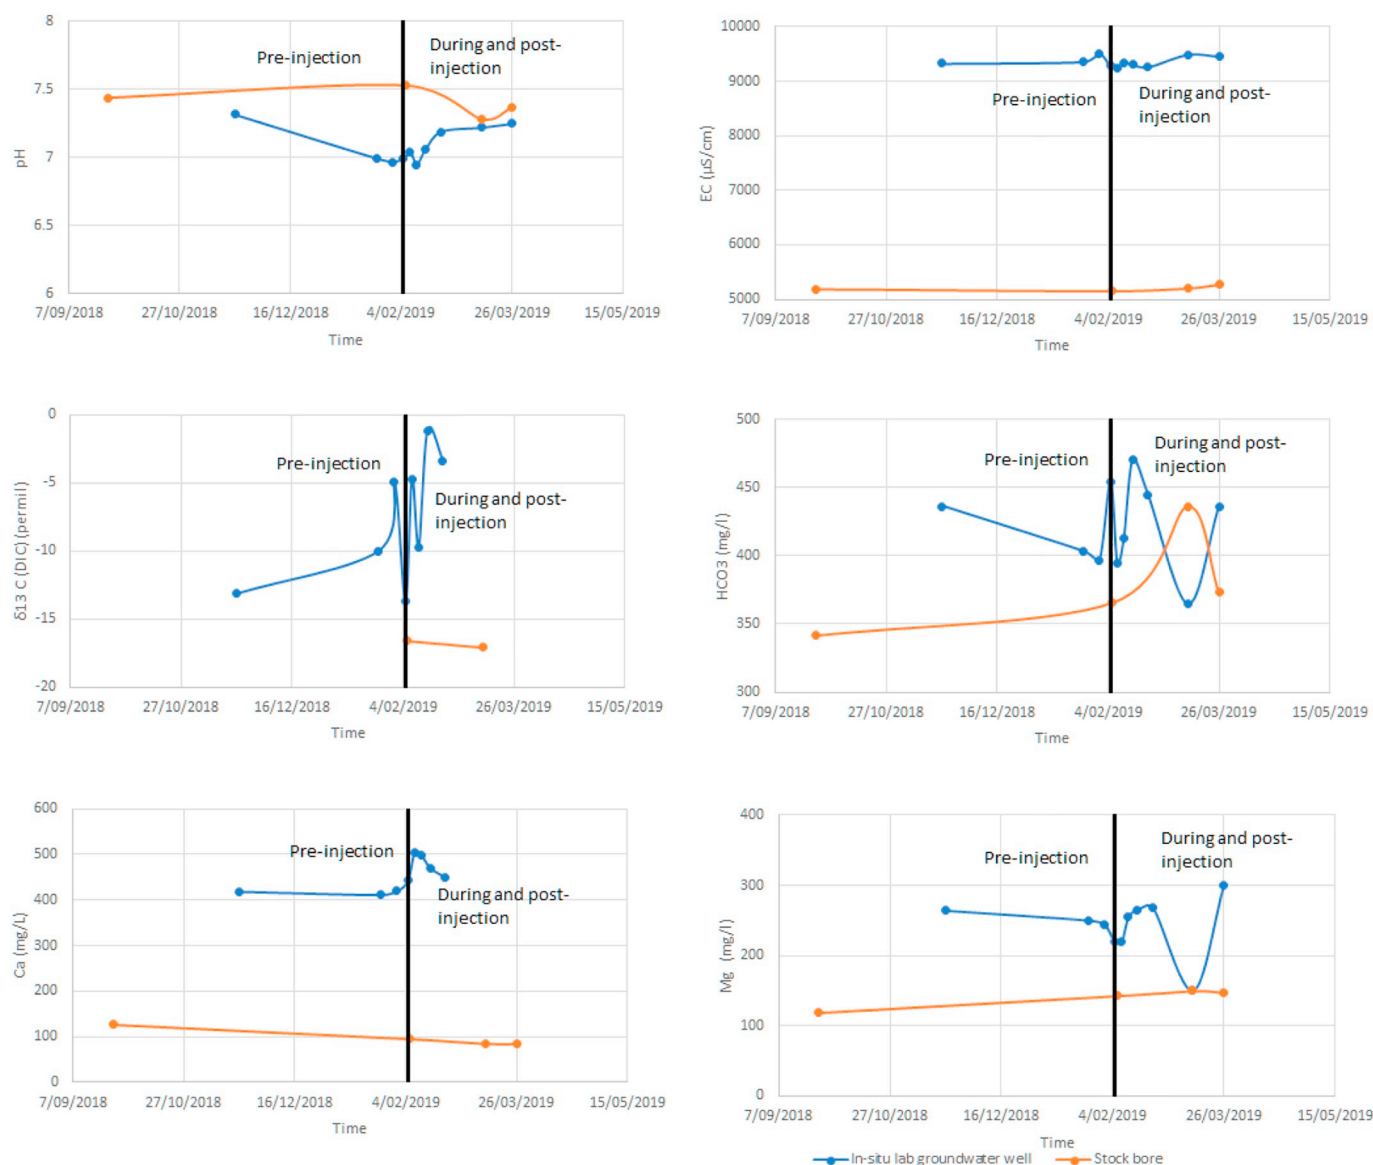 8
7.5
7
6.5
6
pH
Pre-injection
During and post-
injection
7/09/2018 27/10/2018 16/12/2018 4/02/2019 26/03/2019 15/05/2019
Time
10000
9000
8000
7000
6000
5000
EC (µS/cm)
Pre-injection
During and post-
injection
7/09/2018 27/10/2018 16/12/2018 4/02/2019 26/03/2019 15/05/2019
Time
0
-5
-10
-15
-20
δ13 C (DIC) (permil)
Pre-injection
During and post-
injection
7/09/2018 27/10/2018 16/12/2018 4/02/2019 26/03/2019 15/05/2019
Time
500
450
400
350
300
HCO3 (mg/l)
Pre-injection
During and post-
injection
7/09/2018 27/10/2018 16/12/2018 4/02/2019 26/03/2019 15/05/2019
Time
600
500
400
300
200
100
0
Ca (mg/L)
Pre-injection
During and post-
injection
7/09/2018 27/10/2018 16/12/2018 4/02/2019 26/03/2019 15/05/2019
Time
400
300
200
100
0
Mg (mg/l)
Pre-injection
During and post-
injection
7/09/2018 27/10/2018 16/12/2018 4/02/2019 26/03/2019 15/05/2019
Time
In-situ lab groundwater well Stock bore